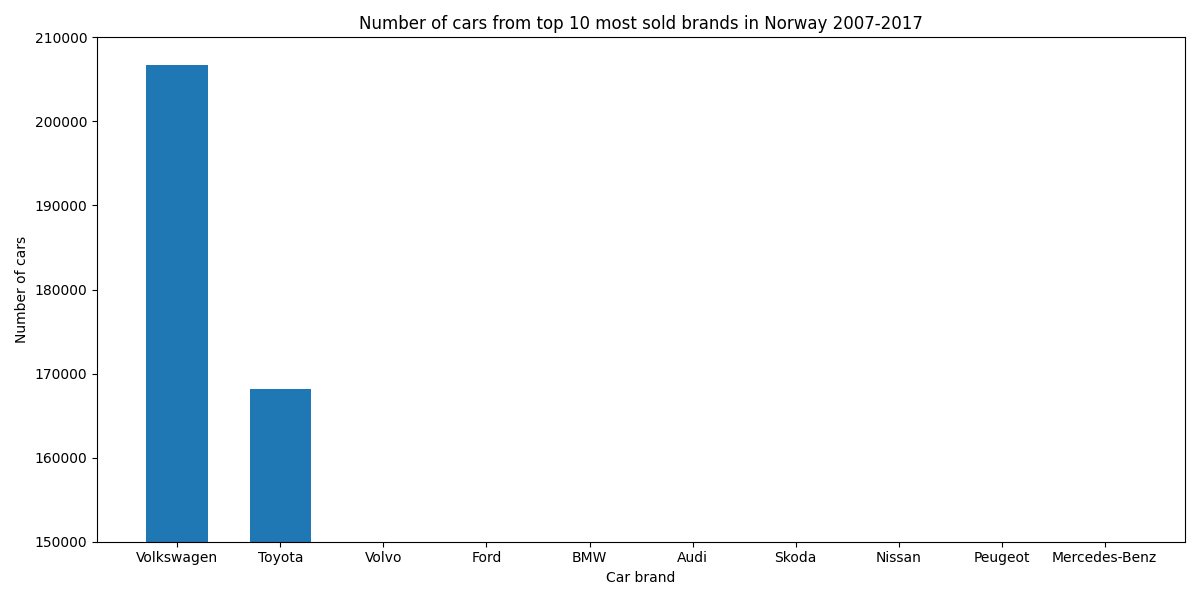 Number of cars from top 10 most sold brands in Norway 2007-2017
210000
200000
190000
180000
170000
160000
150000
Number of cars
Volkswagen Toyota Volvo Ford BMW Audi Skoda Nissan Peugeot Mercedes-Benz
Car brand